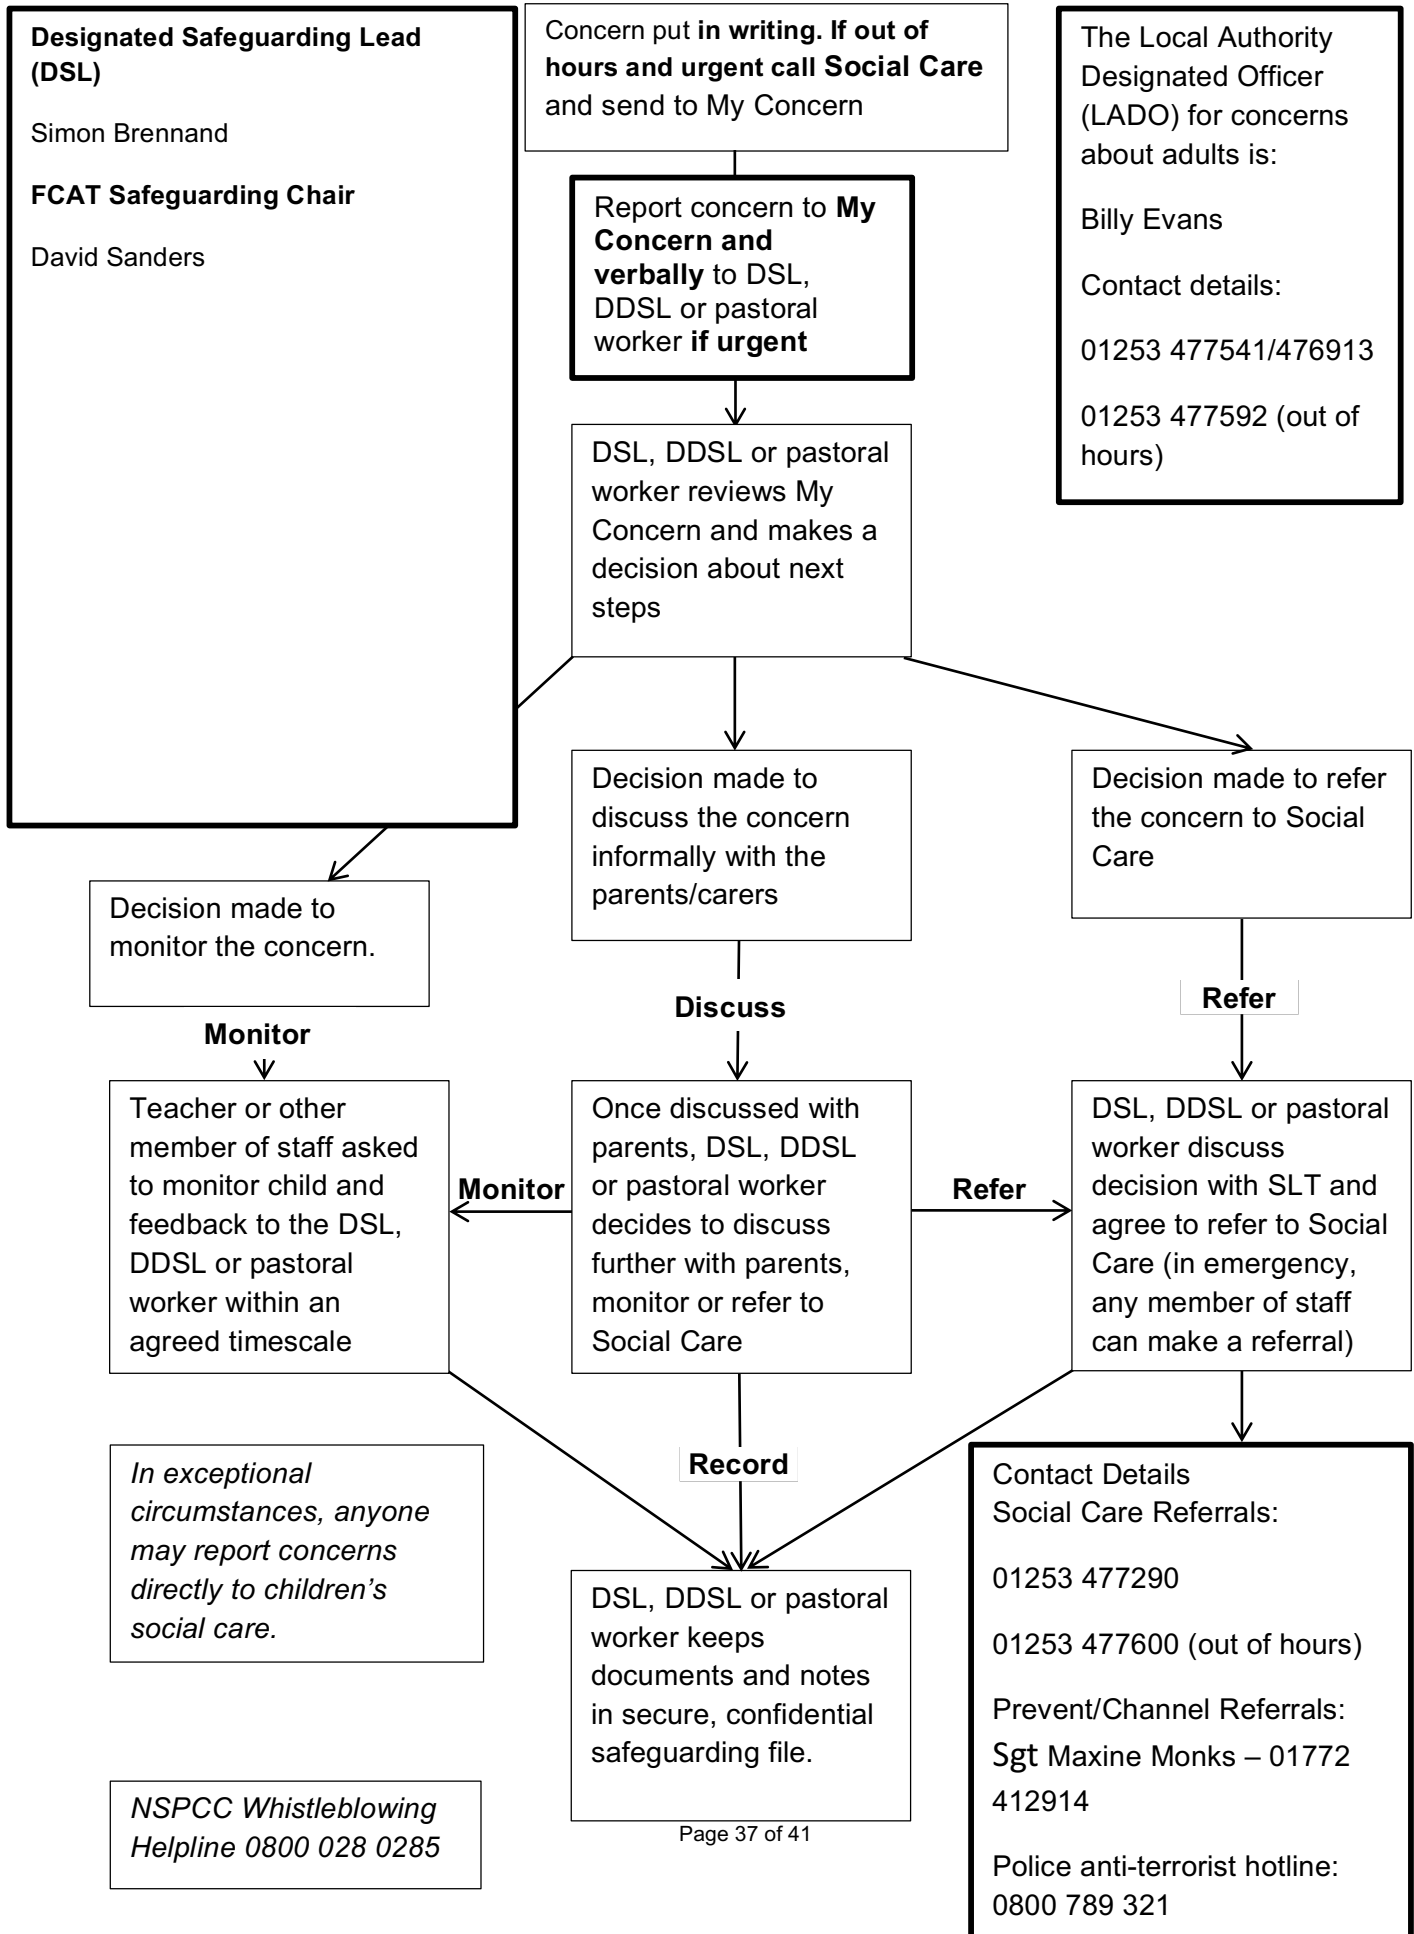 Designated Safeguarding Lead
(DSL)
Simon Brennand
FCAT Safeguarding Chair
David Sanders
Concern put in writing. If out of
hours and urgent call Social Care
and send to My Concern
The Local Authority
Designated Officer
(LADO) for concerns
about adults is:
Billy Evans
Contact details:
01253 477541/476913
01253 477592 (out of
hours)
Report concern to My
Concern and
verbally to DSL,
DDSL or pastoral
worker if urgent
DSL, DDSL or pastoral
worker reviews My
Concern and makes a
decision about next
steps
Decision made to
monitor the concern.
Decision made to
discuss the concern
informally with the
parents/carers
Decision made to refer
the concern to Social
Care
Monitor
Discuss
Refer
Teacher or other
member of staff asked
to monitor child and
feedback to the DSL,
DDSL or pastoral
worker within an
agreed timescale
Monitor
Once discussed with
parents, DSL, DDSL
or pastoral worker
decides to discuss
further with parents,
monitor or refer to
Social Care
Refer
DSL, DDSL or pastoral
worker discuss
decision with SLT and
agree to refer to Social
Care (in emergency,
any member of staff
can make a referral)
In exceptional
circumstances, anyone
may report concerns
directly to children’s
social care.
Record
DSL, DDSL or pastoral
worker keeps
documents and notes
in secure, confidential
safeguarding file.
Contact Details
Social Care Referrals:
01253 477290
01253 477600 (out of hours)
Prevent/Channel Referrals:
Sgt Maxine Monks – 01772
412914
Police anti-terrorist hotline:
0800 789 321
NSPCC Whistleblowing
Helpline 0800 028 0285
Page 37 of 41